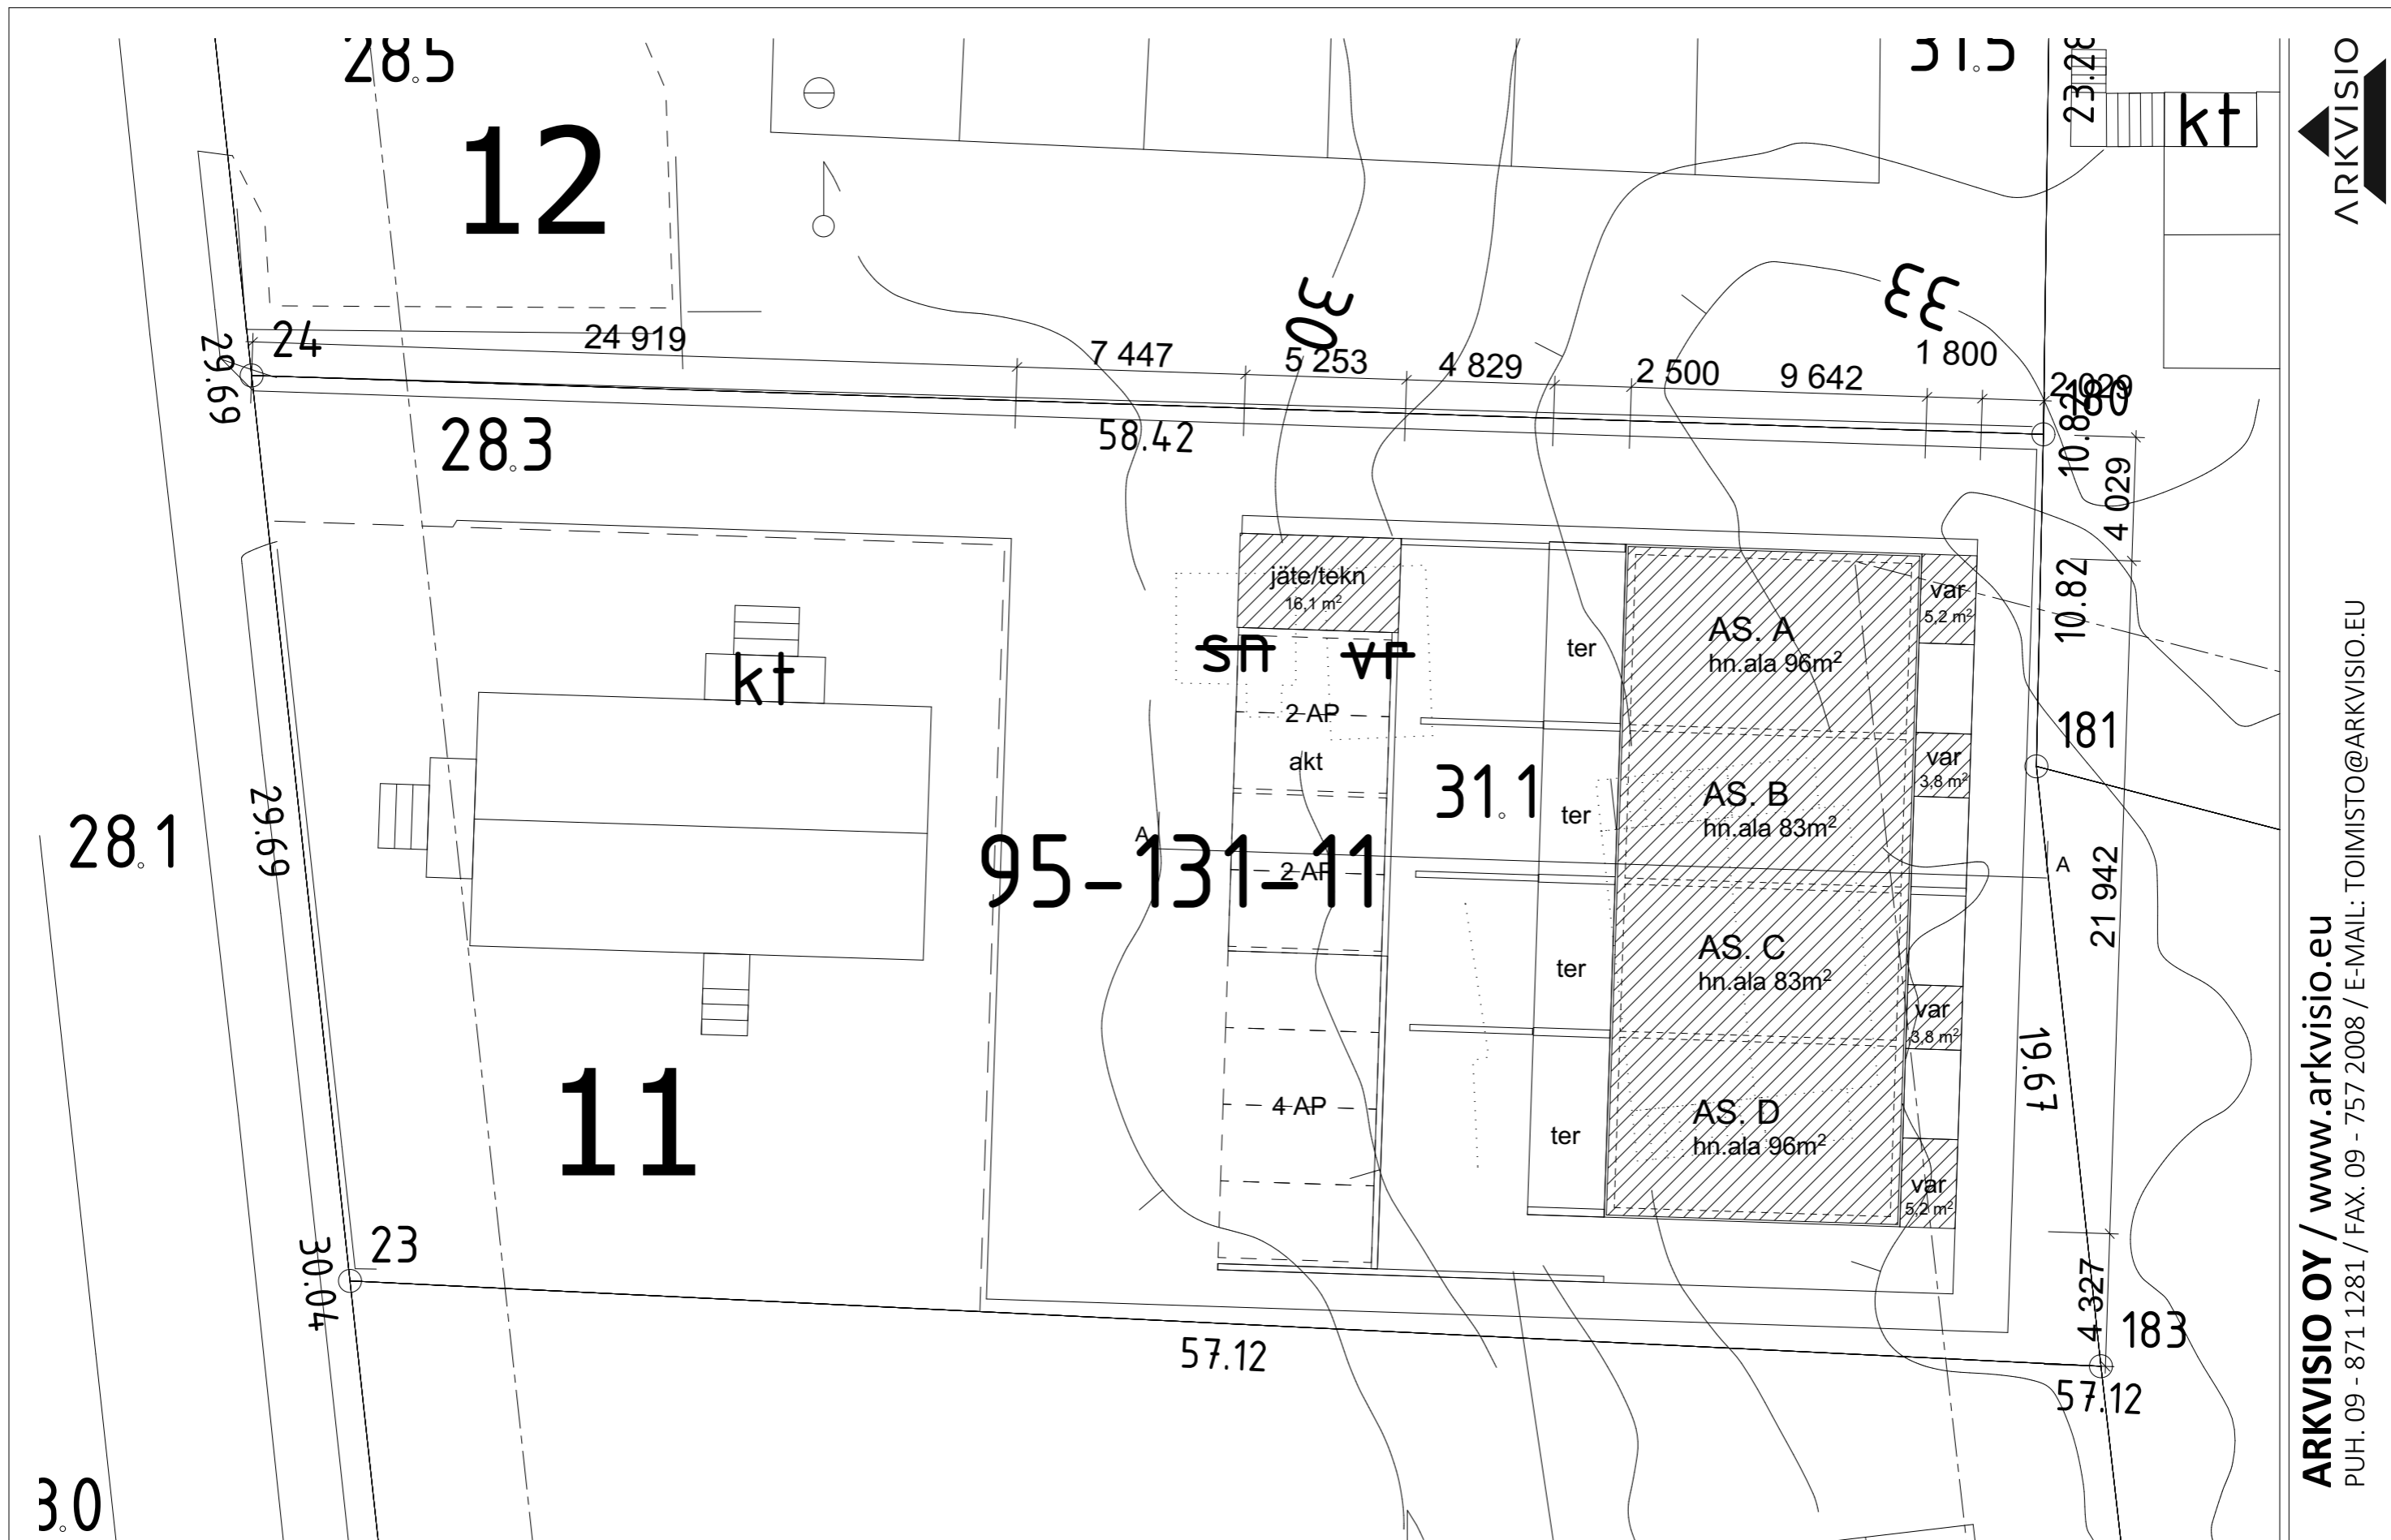 28.5
31.5
23.28
kt
12
ARKVISIO
30
33
24
24 919
7 447
5 253
4 829
2 500
9 642
1 800
2 029
180
29.69
28.3
58.42
10.82
4 029
jäte/tekn
16,1 m²
sn
vr
kt
ter
AS. A
hn.ala 96m²
var
5,2 m²
10.82
2 AP
akt
31.1
181
ter
AS. B
hn.ala 83m²
var
3,8 m²
28.1
29.69
A
95-131-11
2 AP
A
21 942
ter
AS. C
hn.ala 83m²
var
3,8 m²
19.67
11
4 AP
ter
AS. D
hn.ala 96m²
var
5,2 m²
23
30.04
57.12
4 327
183
57.12
3.0
ARKVISIO OY / www.arkvisio.eu
PUH. 09 - 871 1281 / FAX. 09 - 757 2008 / E-MAIL: TOIMISTO@ARKVISIO.EU